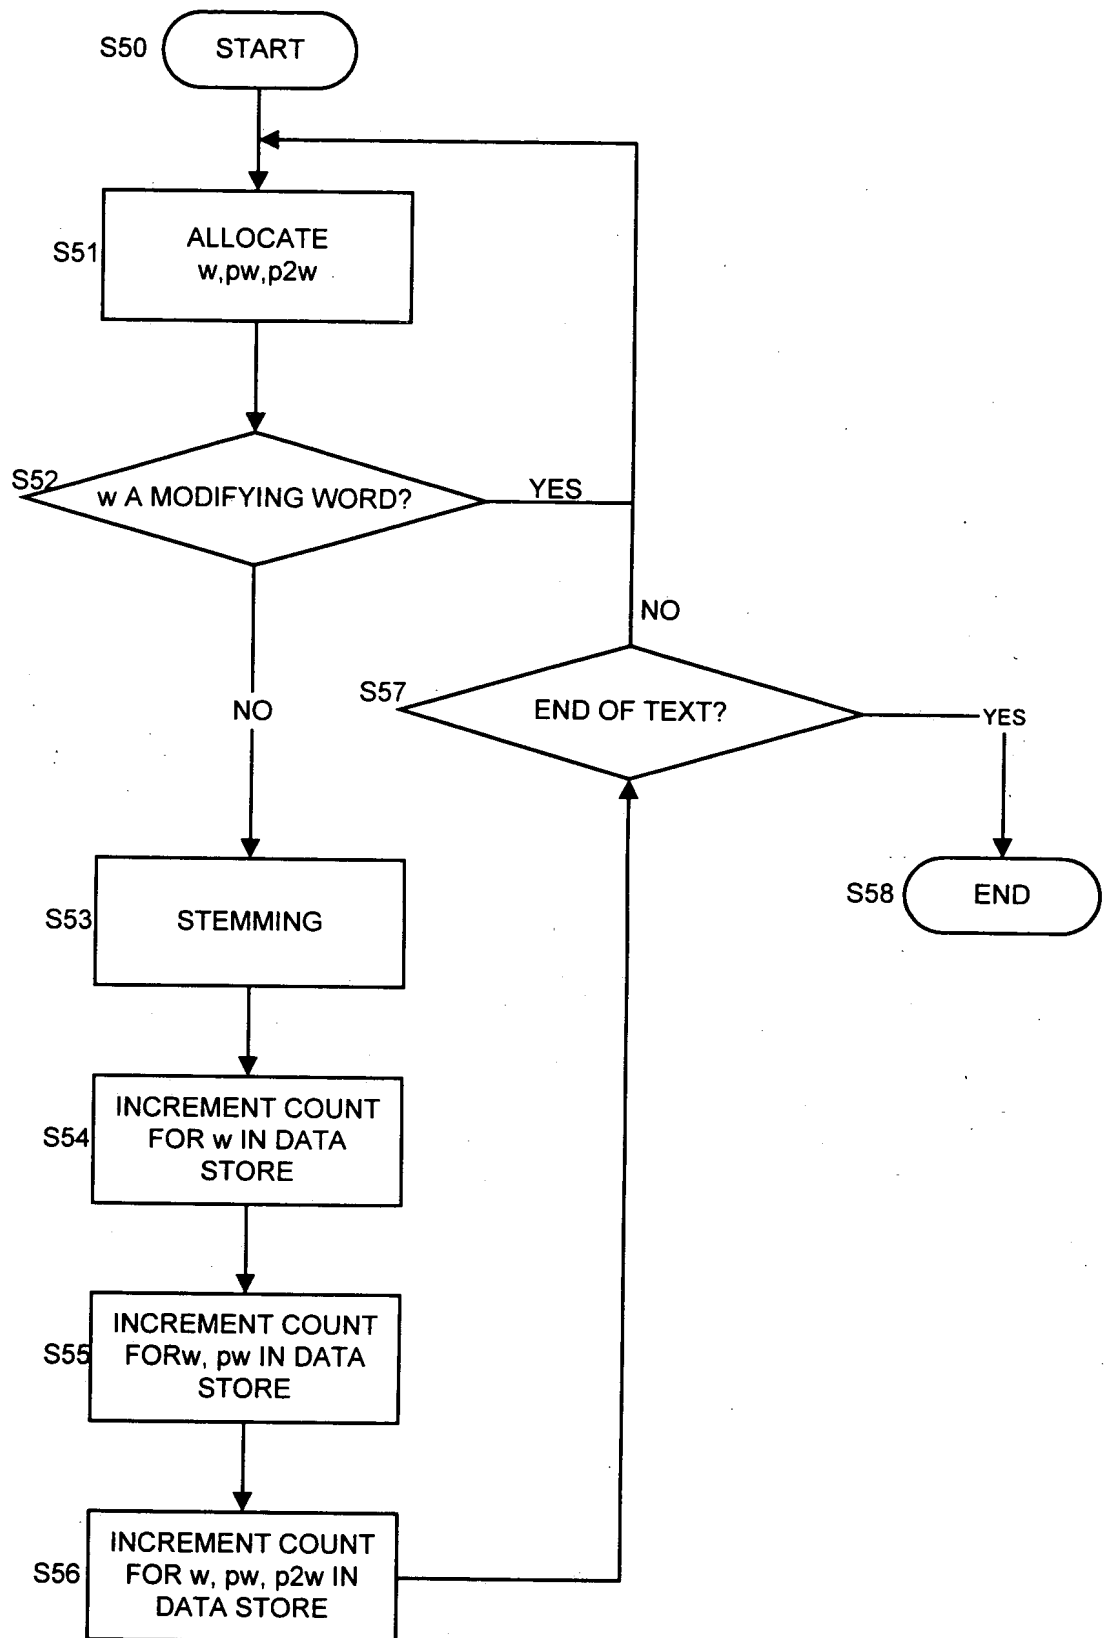 S50
START
S51
ALLOCATE
w,pw,p2w
S52
w A MODIFYING WORD?
YES
NO
NO
S57
END OF TEXT?
YES
S58
END
S53
STEMMING
S54
INCREMENT COUNT
FOR w IN DATA
STORE
S55
INCREMENT COUNT
FORw, pw IN DATA
STORE
S56
INCREMENT COUNT
FOR w, pw, p2w IN
DATA STORE